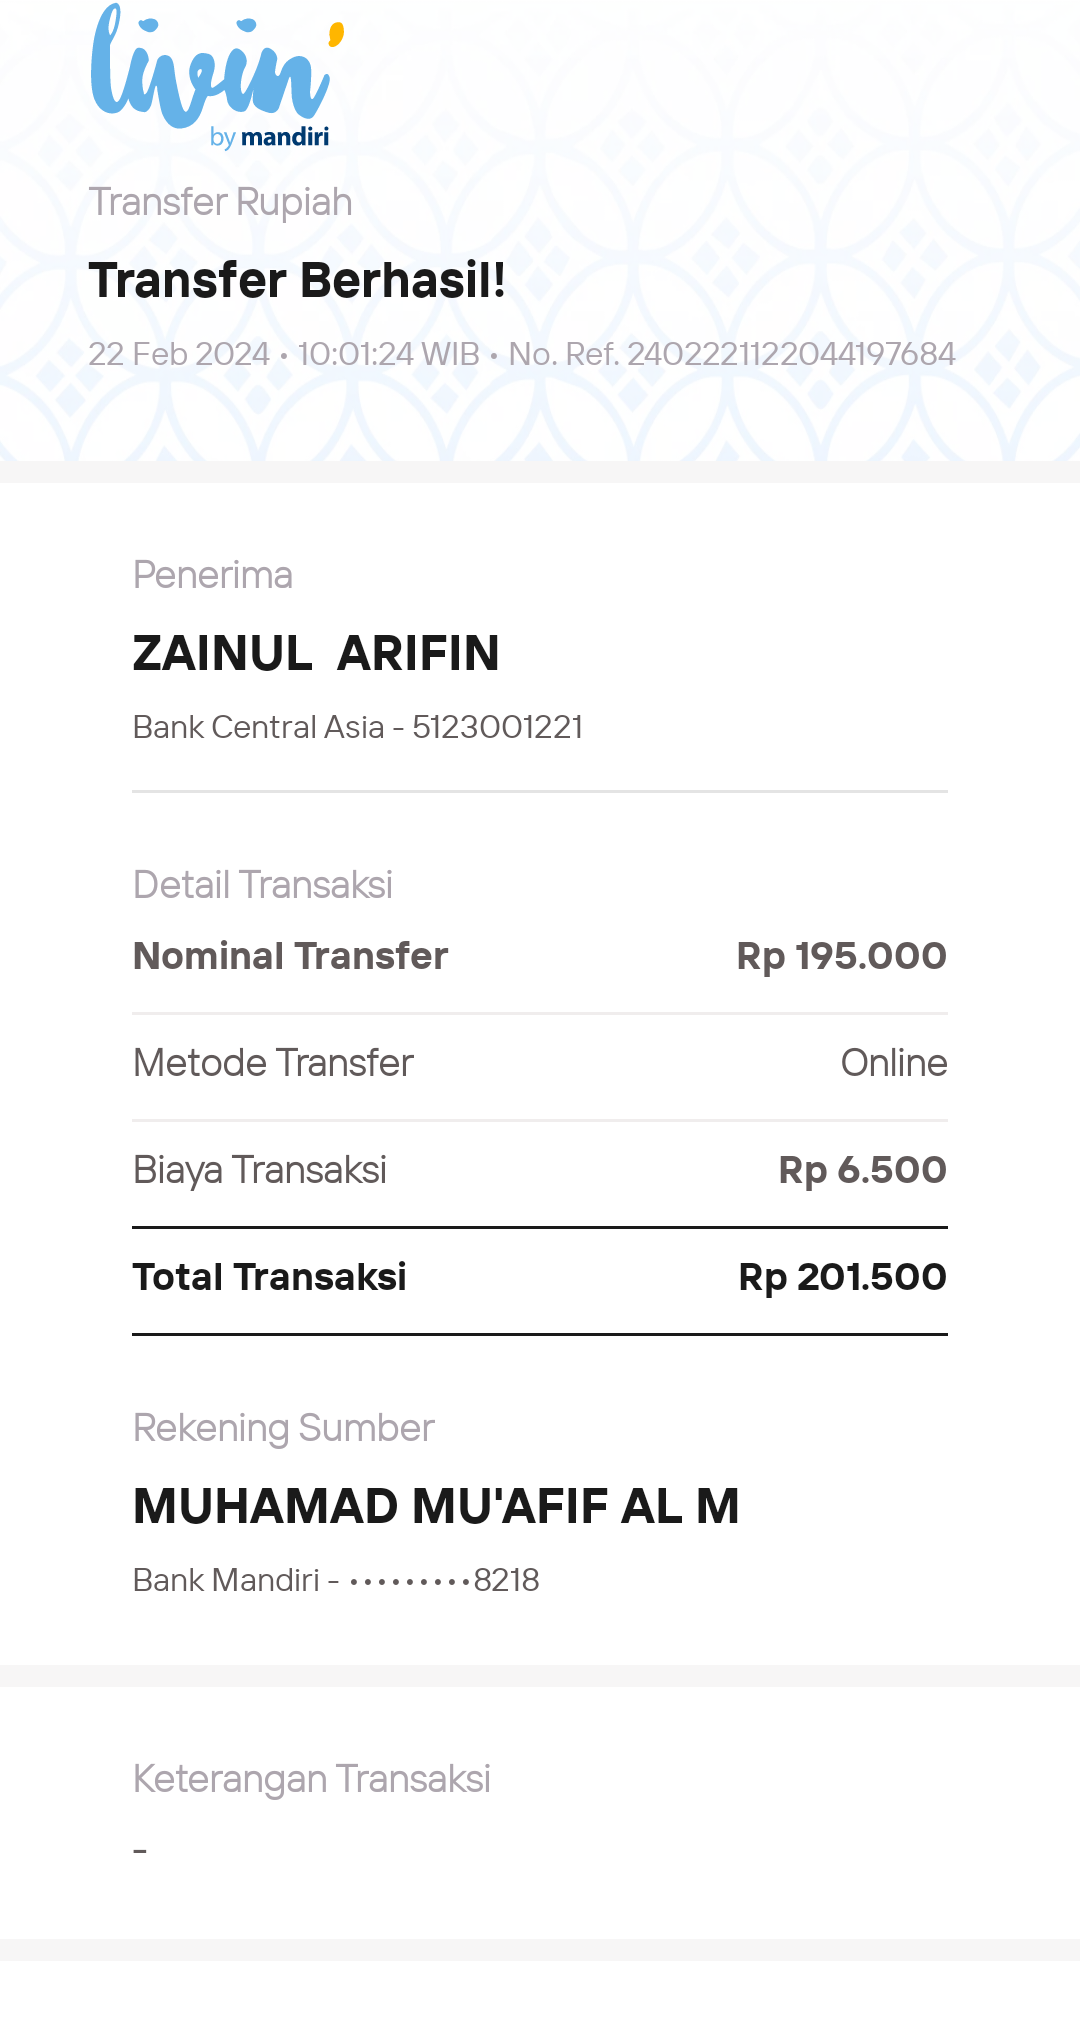 livin'
by mandiri
Transfer Rupiah
Transfer Berhasil!
22 Feb 2024 • 10:01:24 WIB • No. Ref. 2402221122044197684
Penerima
ZAINUL  ARIFIN
Bank Central Asia - 5123001221
Detail Transaksi
Nominal Transfer Rp 195.000
Metode Transfer Online
Biaya Transaksi Rp 6.500
Total Transaksi Rp 201.500
Rekening Sumber
MUHAMAD MU'AFIF AL M
Bank Mandiri - •••••••••8218
Keterangan Transaksi
-